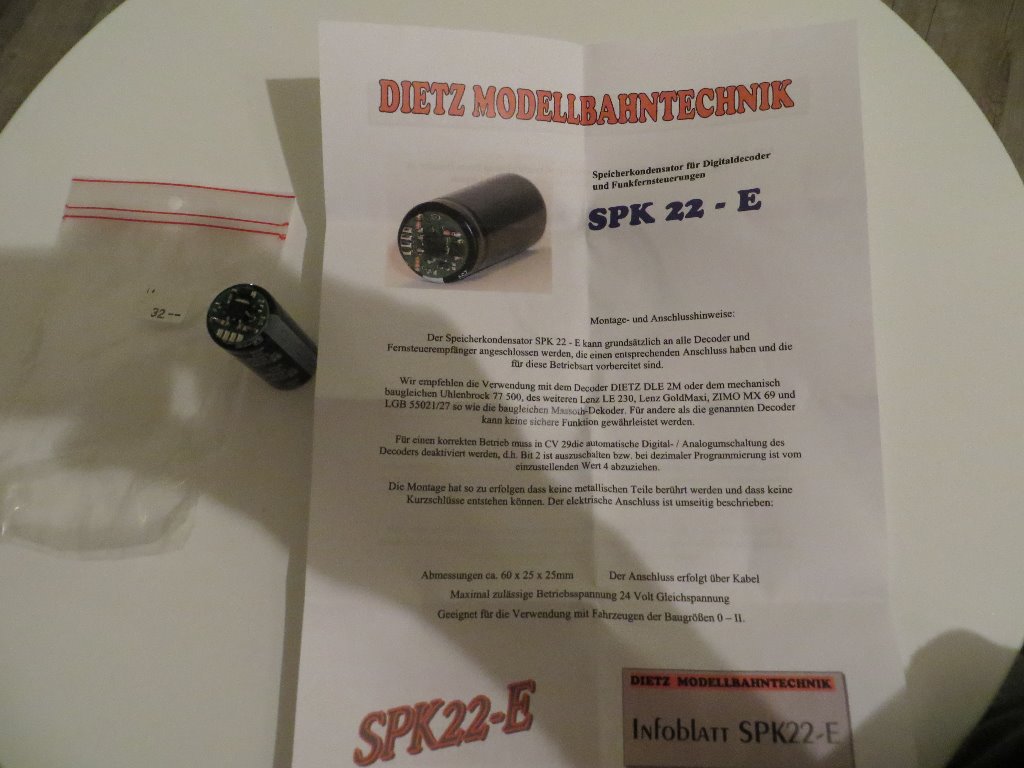 DIETZ MODELLBAHNTECHNIK
Speicherkondensator für Digitaldecoder
und Funkfernsteuerungen
SPK 22 - E
32 --
Montage- und Anschlusshinweise:
Der Speicherkondensator SPK 22 - E kann grundsätzlich an alle Decoder und
Fernsteuerempfänger angeschlossen werden, die einen entsprechenden Anschluss haben und die
für diese Betriebsart vorbereitet sind.
Wir empfehlen die Verwendung mit dem Decoder DIETZ DLE 2M oder dem mechanisch
baugleichen Uhlenbrock 77 500, des weiteren Lenz LE 230, Lenz GoldMaxi, ZIMO MX 69 und
LGB 55021/27 so wie die baugleichen Massoth-Dekoder. Für andere als die genannten Decoder
kann keine sichere Funktion gewährleistet werden.
Für einen korrekten Betrieb muss in CV 29die automatische Digital- / Analogumschaltung des
Decoders deaktiviert werden, d.h. Bit 2 ist auszuschalten bzw. bei dezimaler Programmierung ist vom
einzustellenden Wert 4 abzuziehen.
Die Montage hat so zu erfolgen dass keine metallischen Teile berührt werden und dass keine
Kurzschlüsse entstehen können. Der elektrische Anschluss ist umseitig beschrieben:
Abmessungen ca. 60 x 25 x 25mm Der Anschluss erfolgt über Kabel
Maximal zulässige Betriebsspannung 24 Volt Gleichspannung
Geeignet für die Verwendung mit Fahrzeugen der Baugrößen 0 – II.
SPK22-E
DIETZ MODELLBAHNTECHNIK
Infoblatt SPK22-E